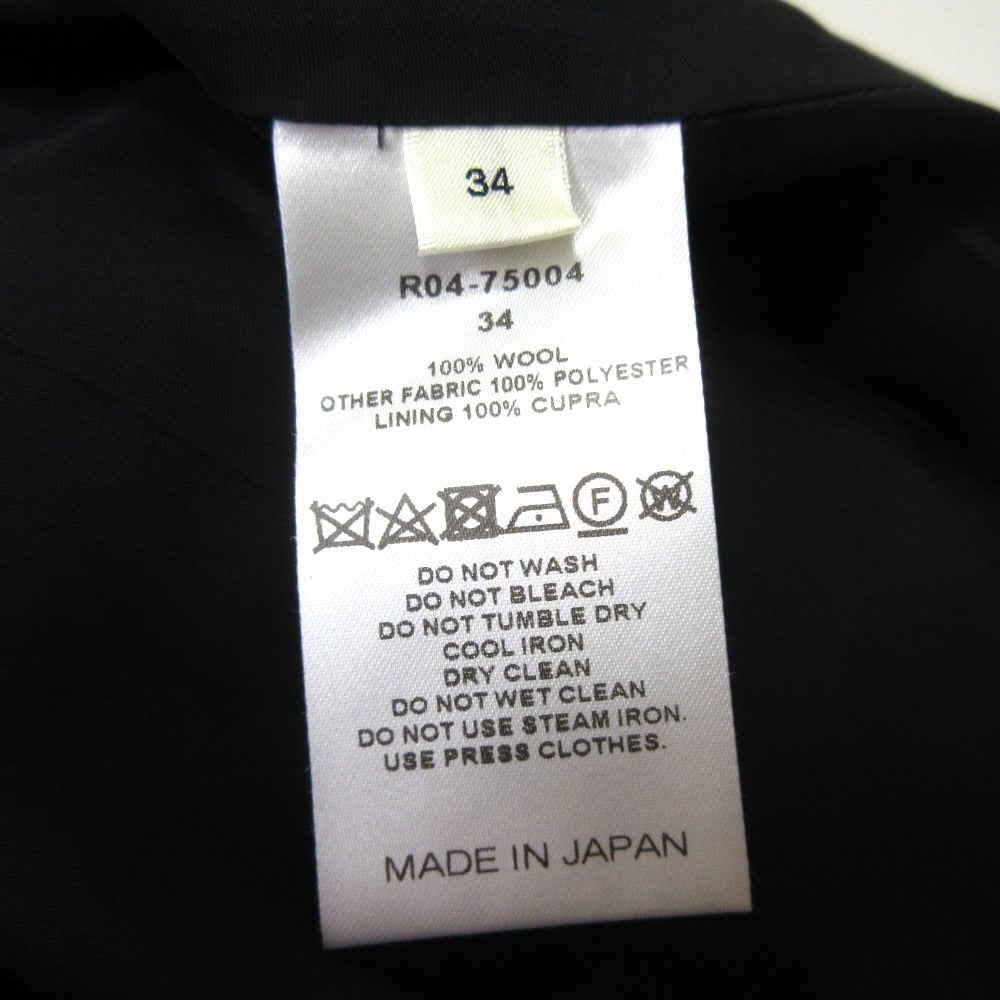 34
R04-75004
34
100% WOOL
OTHER FABRIC 100% POLYESTER
LINING 100% CUPRA
F W
DO NOT WASH
DO NOT BLEACH
DO NOT TUMBLE DRY
COOL IRON
DRY CLEAN
DO NOT WET CLEAN
DO NOT USE STEAM IRON.
USE PRESS CLOTHES.
MADE IN JAPAN